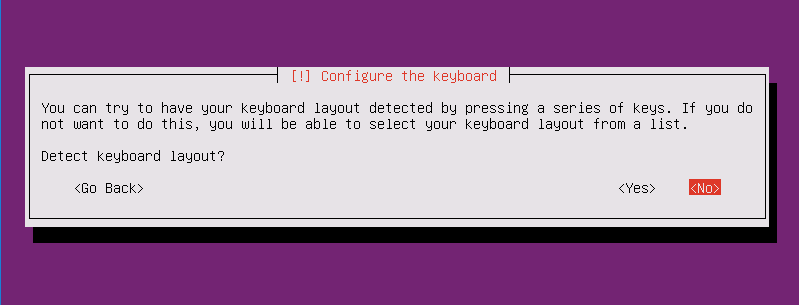 [!] Configure the keyboard
You can try to have your keyboard layout detected by pressing a series of keys. If you do
not want to do this, you will be able to select your keyboard layout from a list.
Detect keyboard layout?
<Go Back> <Yes> <No>